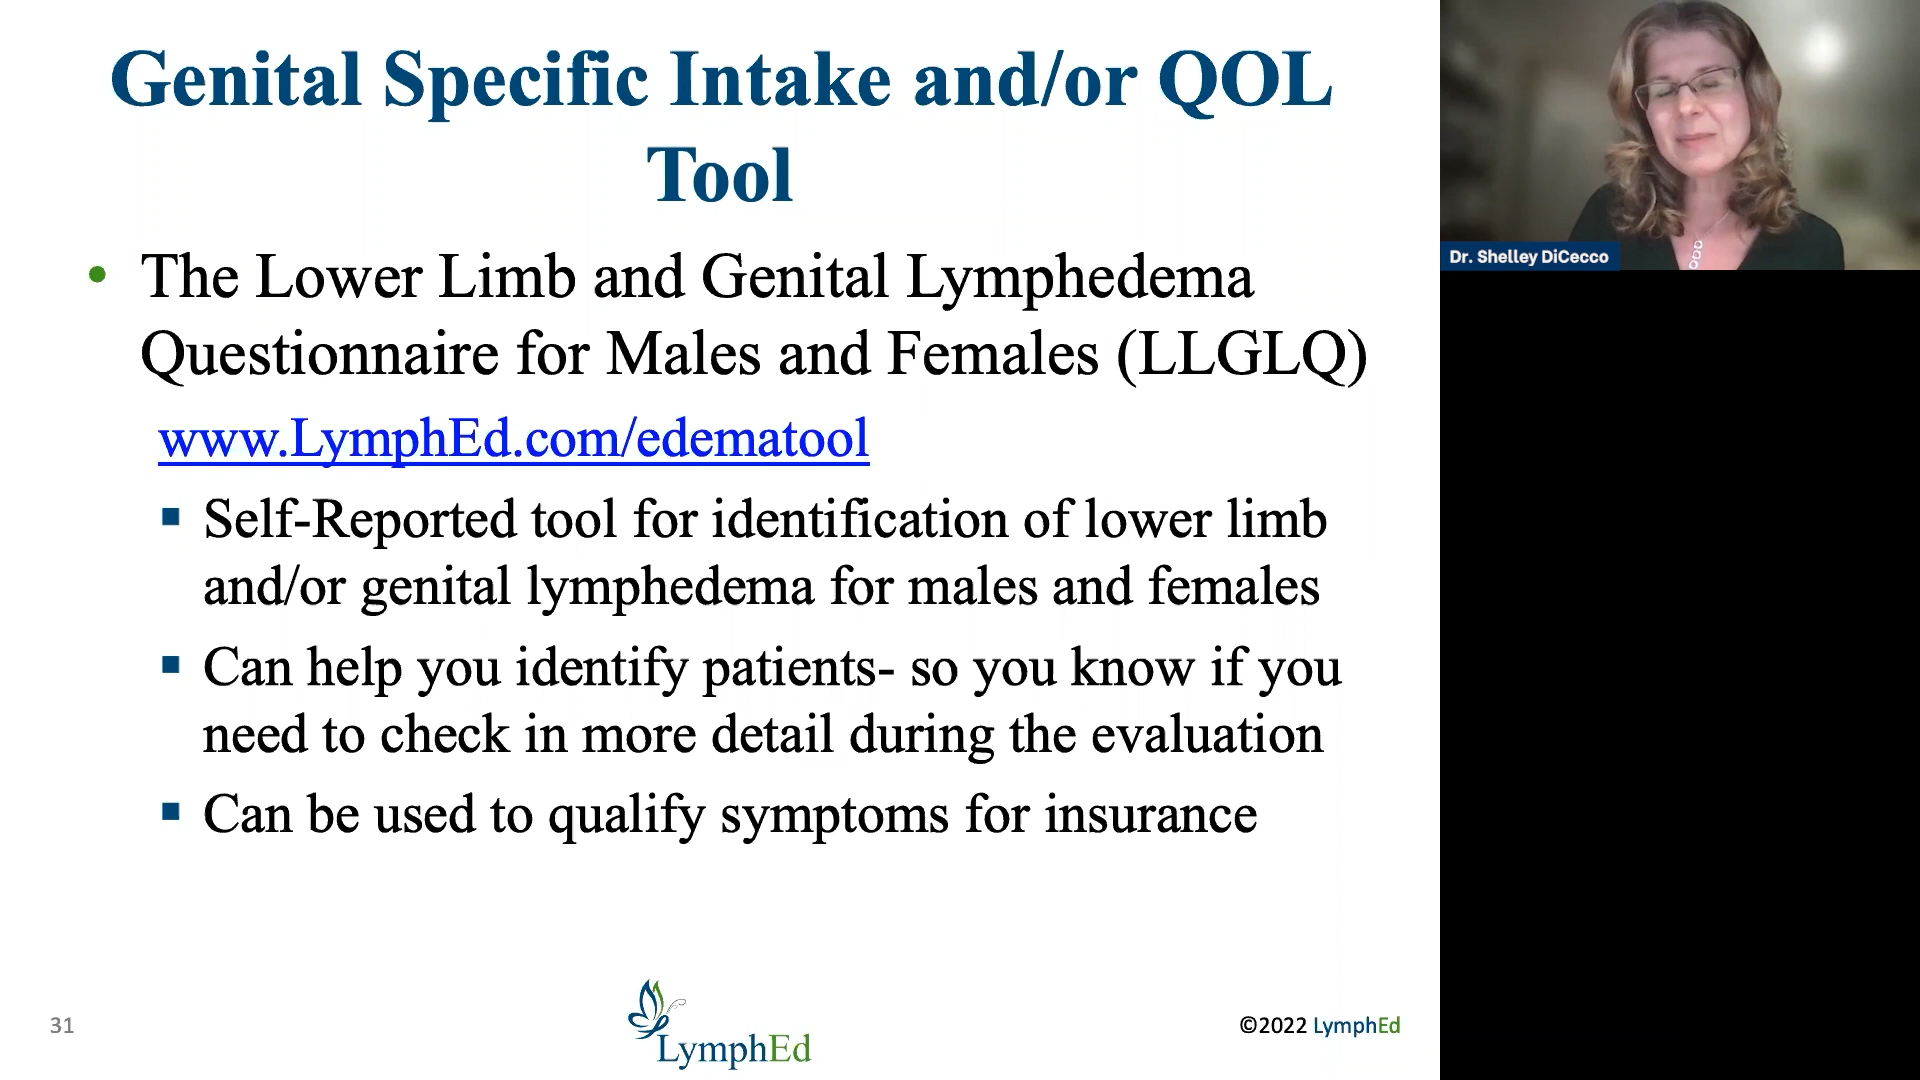 Genital Specific Intake and/or QOL
Tool
• The Lower Limb and Genital Lymphedema
Questionnaire for Males and Females (LLGLQ)
www.LymphEd.com/edematool
▪ Self-Reported tool for identification of lower limb
and/or genital lymphedema for males and females
▪ Can help you identify patients- so you know if you
need to check in more detail during the evaluation
▪ Can be used to qualify symptoms for insurance
31
LymphEd
©2022 LymphEd
Dr. Shelley DiCecco